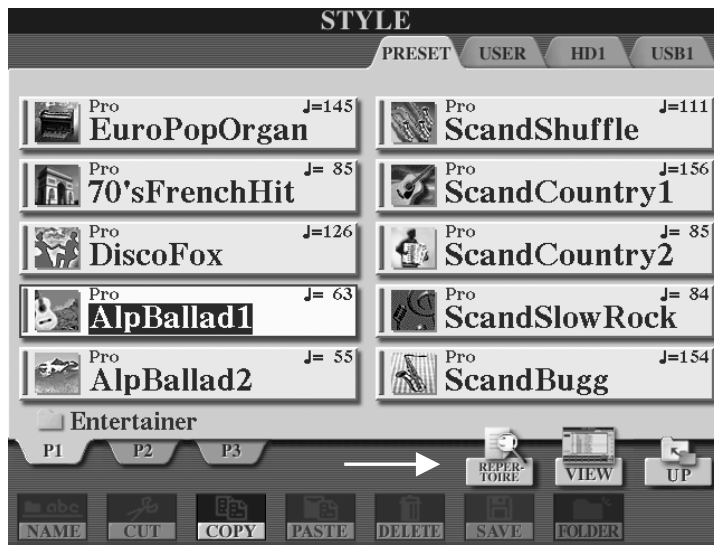 STYLE
PRESET USER HD1 USB1
Pro ♩=145
EuroPopOrgan
Pro ♩=111
ScandShuffle
Pro ♩= 85
70'sFrenchHit
Pro ♩=156
ScandCountry1
Pro ♩=126
DiscoFox
Pro ♩= 85
ScandCountry2
Pro ♩= 63
AlpBallad1
Pro ♩= 84
ScandSlowRock
Pro ♩= 55
AlpBallad2
Pro ♩=154
ScandBugg
Entertainer
P1 P2 P3
REPER-
TOIRE
VIEW
UP
abc
NAME CUT COPY PASTE DELETE SAVE FOLDER